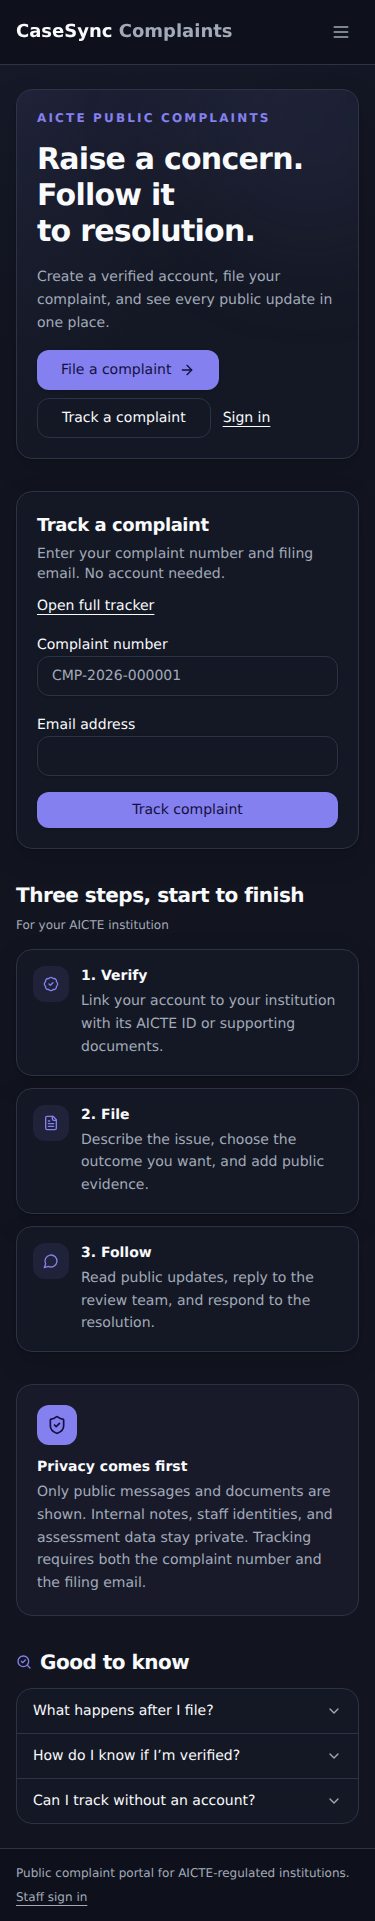 CaseSync Complaints
AICTE PUBLIC COMPLAINTS
Raise a concern.
Follow it
to resolution.
Create a verified account, file your
complaint, and see every public update in
one place.
File a complaint
Track a complaint
Sign in
Track a complaint
Enter your complaint number and filing
email. No account needed.
Open full tracker
Complaint number
CMP-2026-000001
Email address
Track complaint
Three steps, start to finish
For your AICTE institution
1. Verify
Link your account to your institution
with its AICTE ID or supporting
documents.
2. File
Describe the issue, choose the
outcome you want, and add public
evidence.
3. Follow
Read public updates, reply to the
review team, and respond to the
resolution.
Privacy comes first
Only public messages and documents are
shown. Internal notes, staff identities, and
assessment data stay private. Tracking
requires both the complaint number and
the filing email.
Good to know
What happens after I file?
How do I know if I’m verified?
Can I track without an account?
Public complaint portal for AICTE-regulated institutions.
Staff sign in